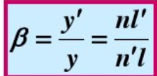 β = y′/y = nl′/n′l